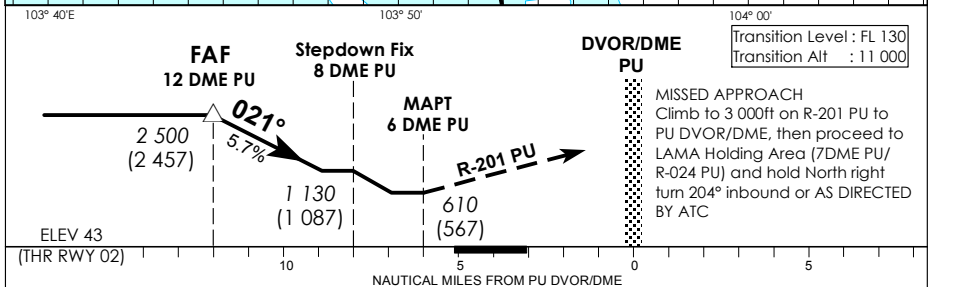 103° 40'E
103° 50'
104° 00'
Transition Level : FL 130
Transition Alt : 11 000
FAF
12 DME PU
Stepdown Fix
8 DME PU
MAPT
6 DME PU
DVOR/DME
PU
021°
5.7%
R-201 PU
2 500
(2 457)
1 130
(1 087)
610
(567)
MISSED APPROACH
Climb to 3 000ft on R-201 PU to
PU DVOR/DME, then proceed to
LAMA Holding Area (7DME PU/
R-024 PU) and hold North right
turn 204° inbound or AS DIRECTED
BY ATC
ELEV 43
(THR RWY 02)
10
5
0
5
NAUTICAL MILES FROM PU DVOR/DME